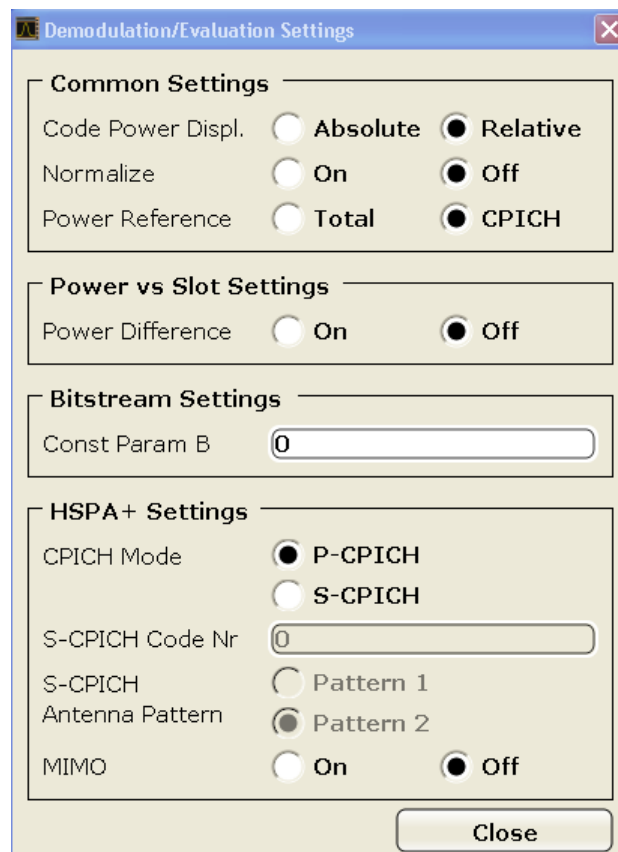 Demodulation/Evaluation Settings
Common Settings
Code Power Displ. Absolute Relative
Normalize On Off
Power Reference Total CPICH
Power vs Slot Settings
Power Difference On Off
Bitstream Settings
Const Param B 0
HSPA+ Settings
CPICH Mode P-CPICH
S-CPICH
S-CPICH Code Nr 0
S-CPICH Pattern 1
Antenna Pattern Pattern 2
MIMO On Off
Close